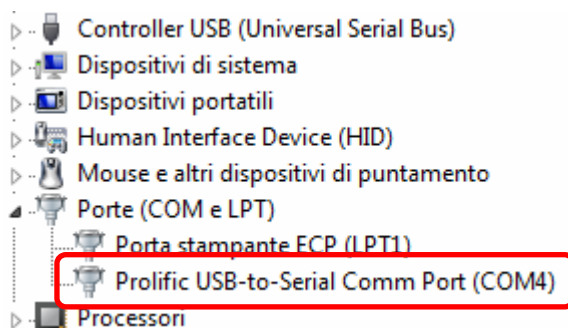 Controller USB (Universal Serial Bus)
Dispositivi di sistema
Dispositivi portatili
Human Interface Device (HID)
Mouse e altri dispositivi di puntamento
Porte (COM e LPT)
Porta stampante ECP (LPT1)
Prolific USB-to-Serial Comm Port (COM4)
Processori